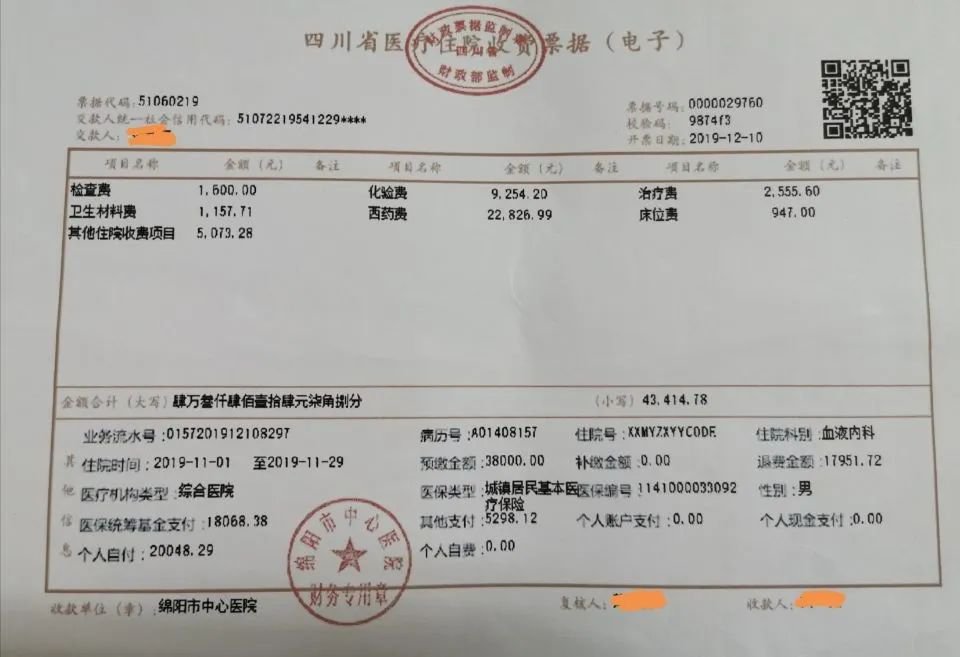 四川省医疗住院收费票据（电子）
财政票据监制章
四川省
财政部监制
票据代码：51060219
交款人统一社会信用代码：51072219541229****
交款人：
票据号码：0000029760
校验码：9874f3
开票日期：2019-12-10
项目名称 金额（元） 备注 项目名称 金额（元） 备注 项目名称 金额（元） 备注
检查费 1,600.00 化验费 9,254.20 治疗费 2,555.60
卫生材料费 1,157.71 西药费 22,826.99 床位费 947.00
其他住院收费项目 5,073.28
金额合计（大写）肆万叁仟肆佰壹拾肆元柒角捌分 （小写）43,414.78
业务流水号：0157201912108297 病历号：A01408157 住院号：XXMYZXYYCODE 住院科别：血液内科
其 住院时间：2019-11-01 至2019-11-29 预缴金额：38000.00 补缴金额：0.00 退费金额：17951.72
他 医疗机构类型：综合医院 医保类型：城镇居民基本医疗保险 医保编号：1141000033092 性别：男
信 医保统筹基金支付：18068.38 其他支付：5298.12 个人账户支付：0.00 个人现金支付：0.00
息 个人自付：20048.29 个人自费：0.00
绵阳市中心医院
财务专用章
收款单位（章）：绵阳市中心医院 复核人： 收款人：